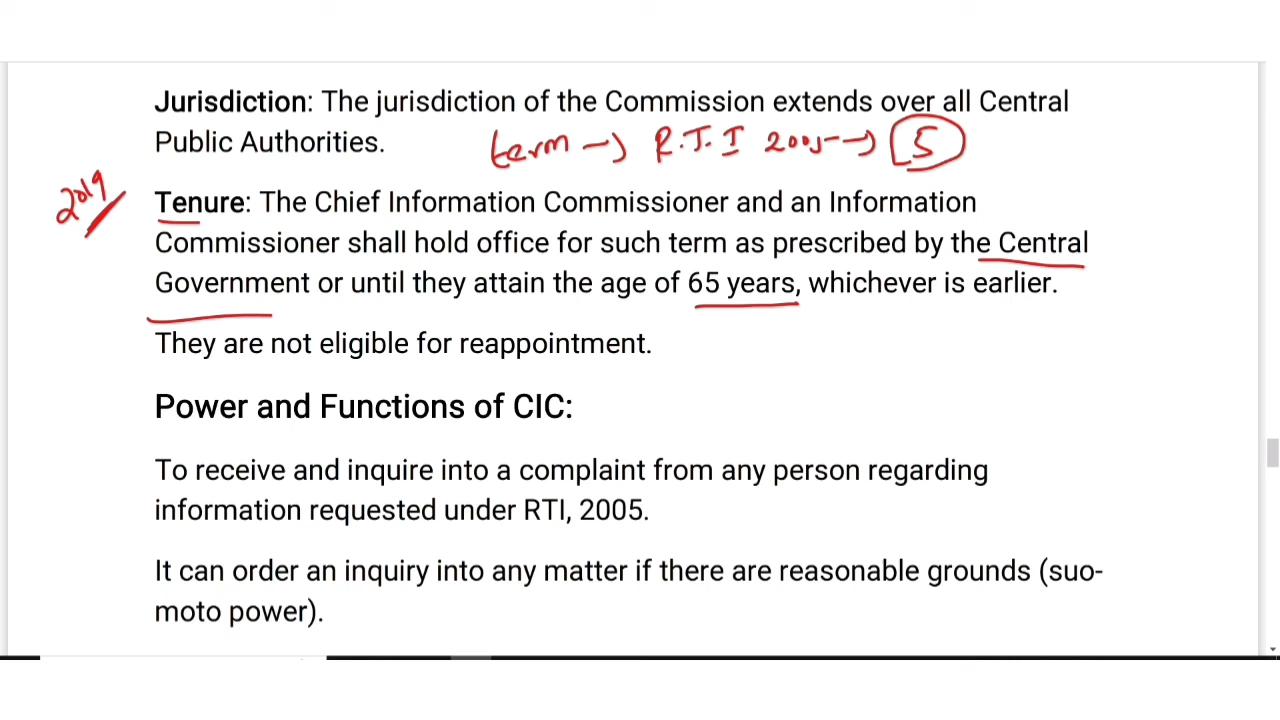 Jurisdiction: The jurisdiction of the Commission extends over all Central
Public Authorities.
term → R.T.I 2005 → 5
2019
Tenure: The Chief Information Commissioner and an Information
Commissioner shall hold office for such term as prescribed by the Central
Government or until they attain the age of 65 years, whichever is earlier.
They are not eligible for reappointment.
Power and Functions of CIC:
To receive and inquire into a complaint from any person regarding
information requested under RTI, 2005.
It can order an inquiry into any matter if there are reasonable grounds (suo-
moto power).